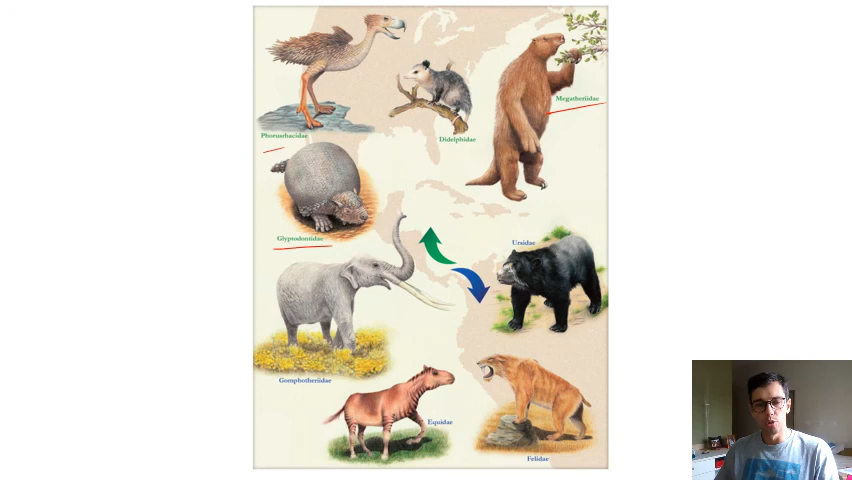 Megatheriidae
Phorusrhacidae
Didelphidae
Glyptodontidae
Ursidae
Gomphotheriidae
Equidae
Felidae